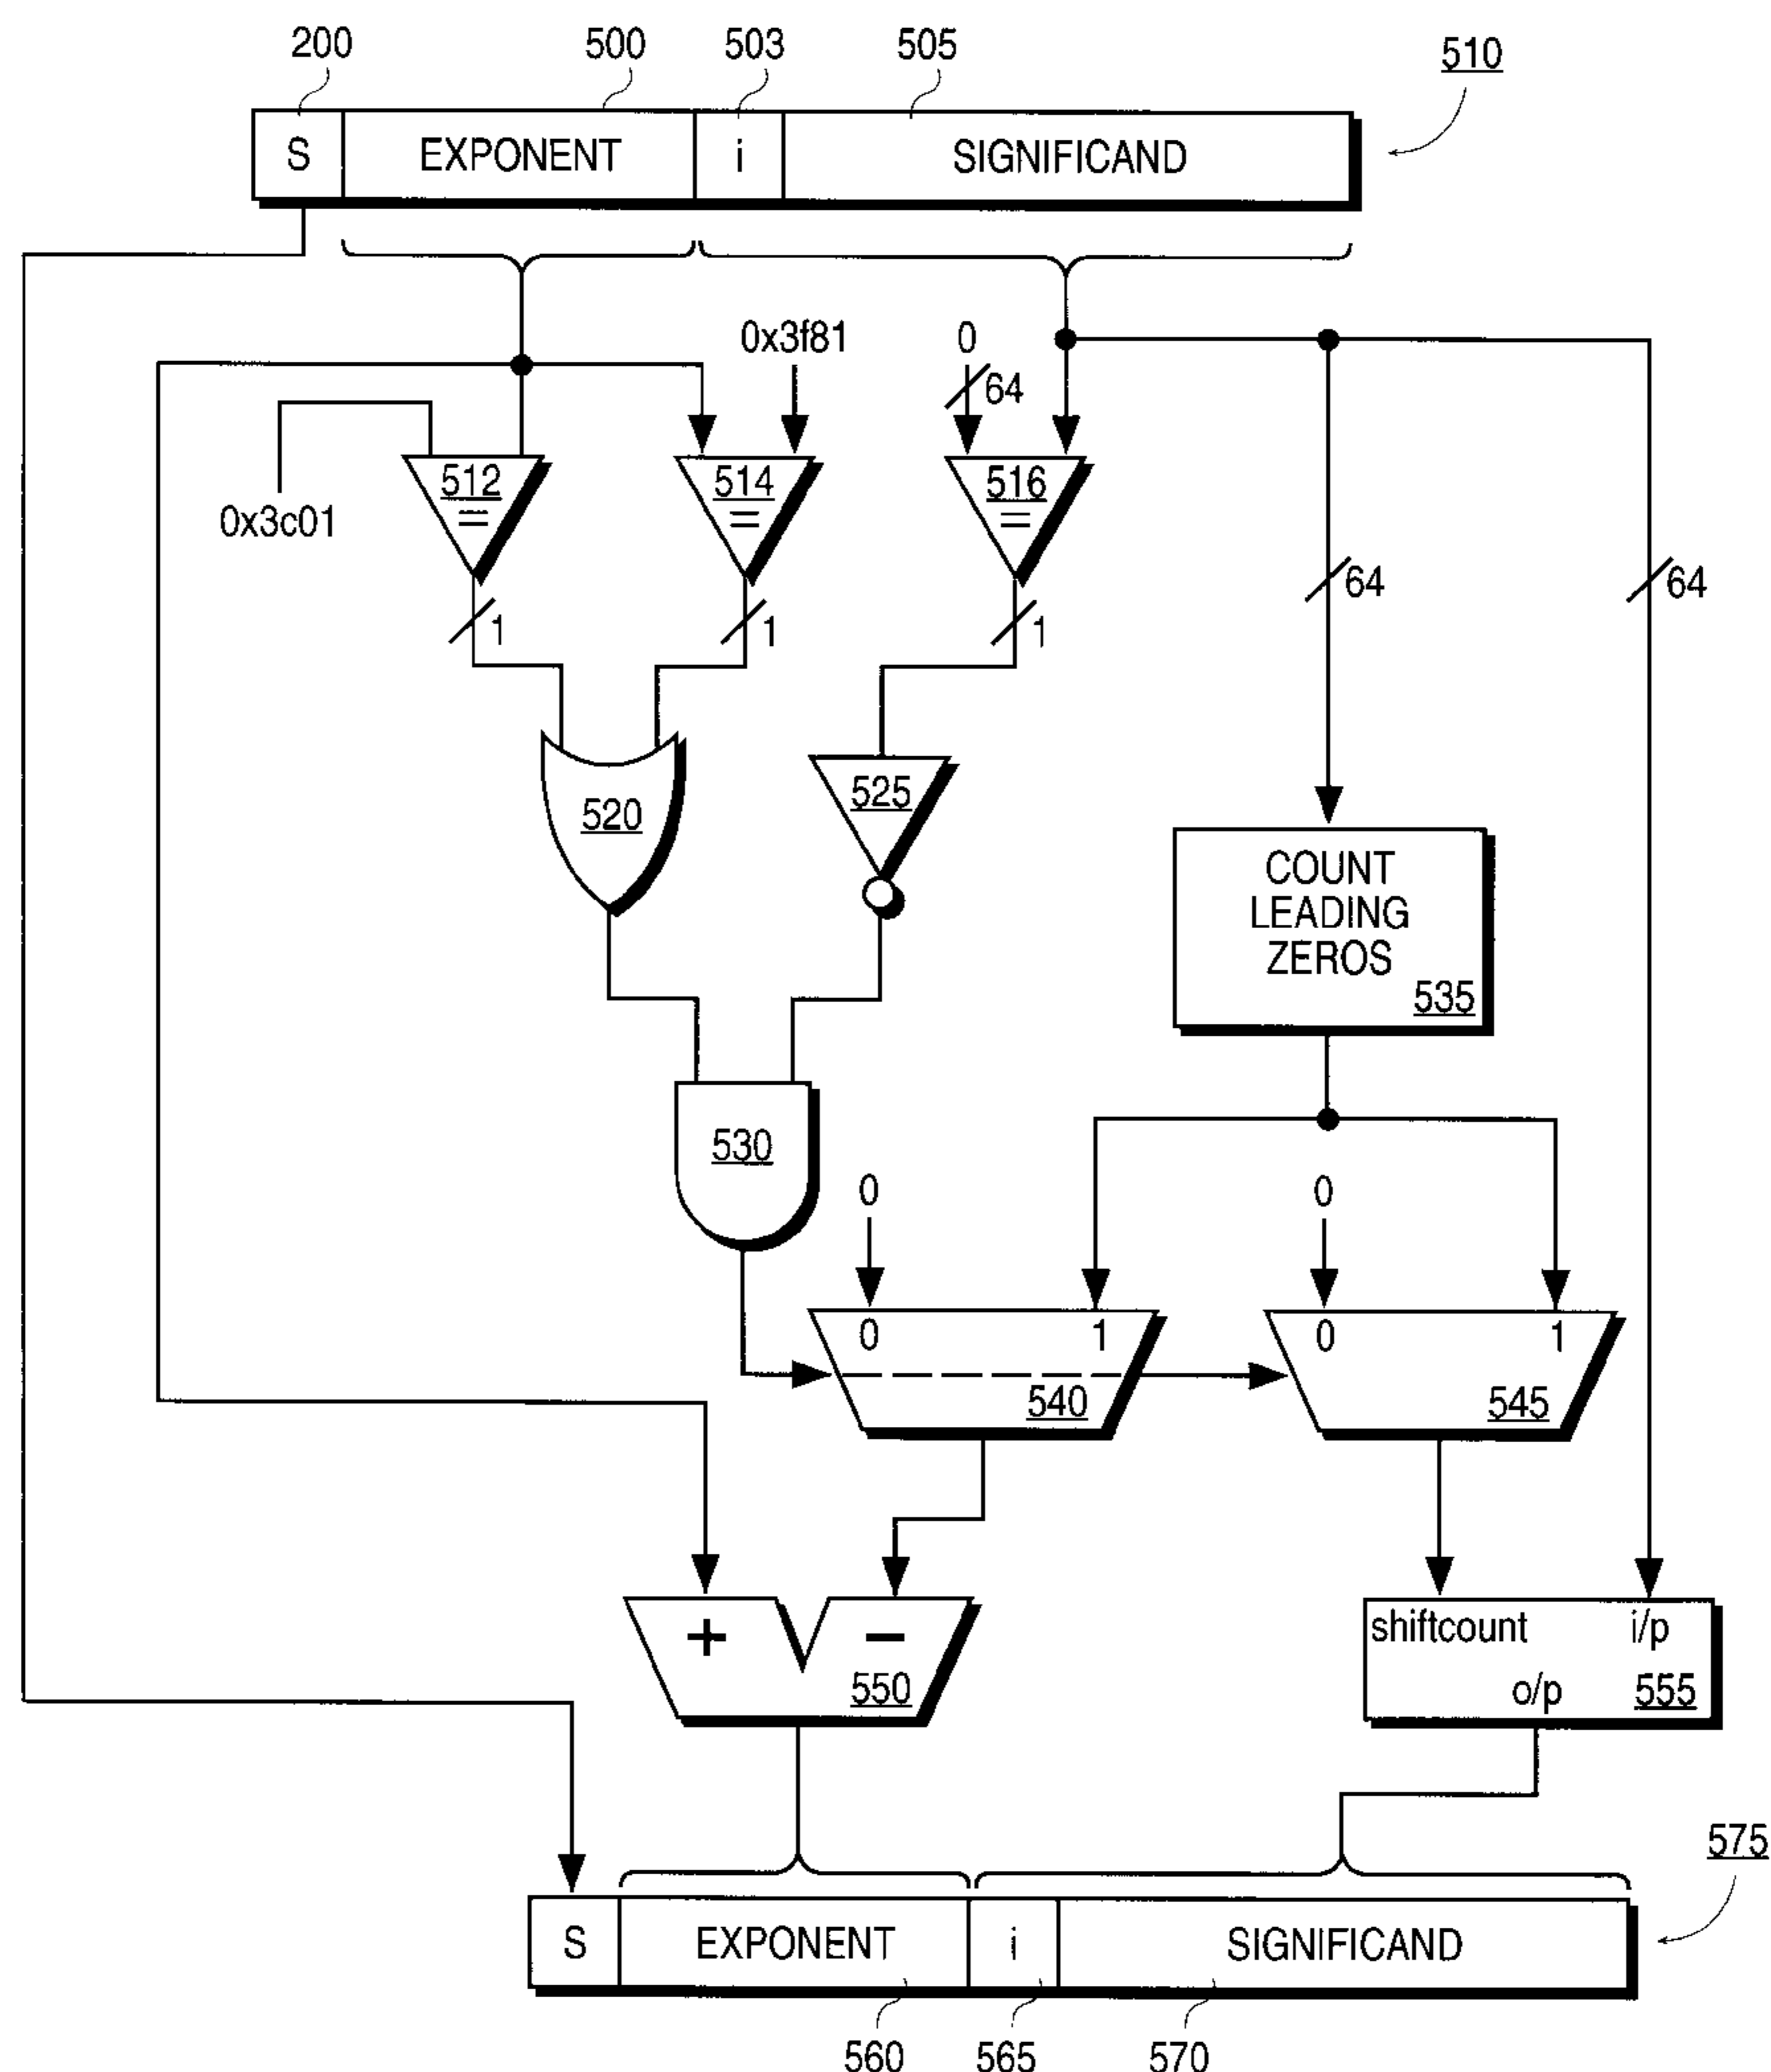 200 500 503 505 510
S EXPONENT i SIGNIFICAND
0x3f81 0
64
512 514 516
= = =
0x3c01
64 64
1 1 1
520 525
COUNT
LEADING
ZEROS
535
530
0 0
0 1 0 1
540 545
+ − shiftcount i/p
550 o/p 555
575
S EXPONENT i SIGNIFICAND
560 565 570